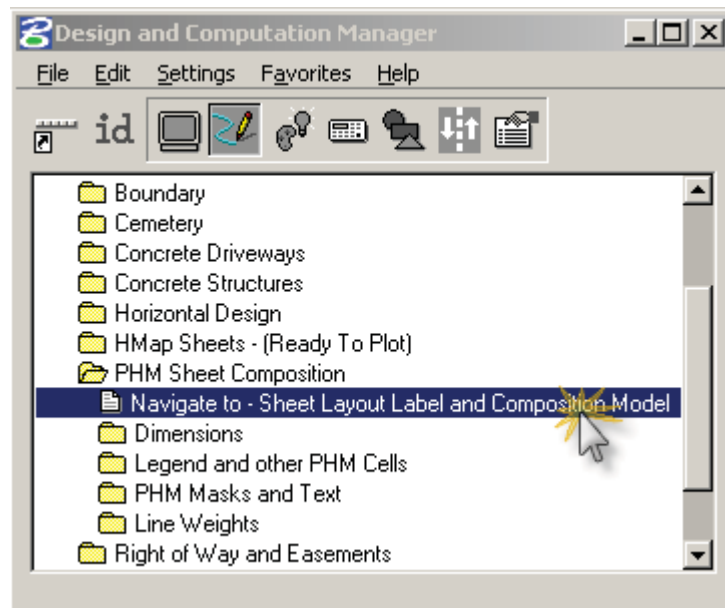 Design and Computation Manager
File Edit Settings Favorites Help
id
Boundary
Cemetery
Concrete Driveways
Concrete Structures
Horizontal Design
HMap Sheets - (Ready To Plot)
PHM Sheet Composition
Navigate to - Sheet Layout Label and Composition Model
Dimensions
Legend and other PHM Cells
PHM Masks and Text
Line Weights
Right of Way and Easements